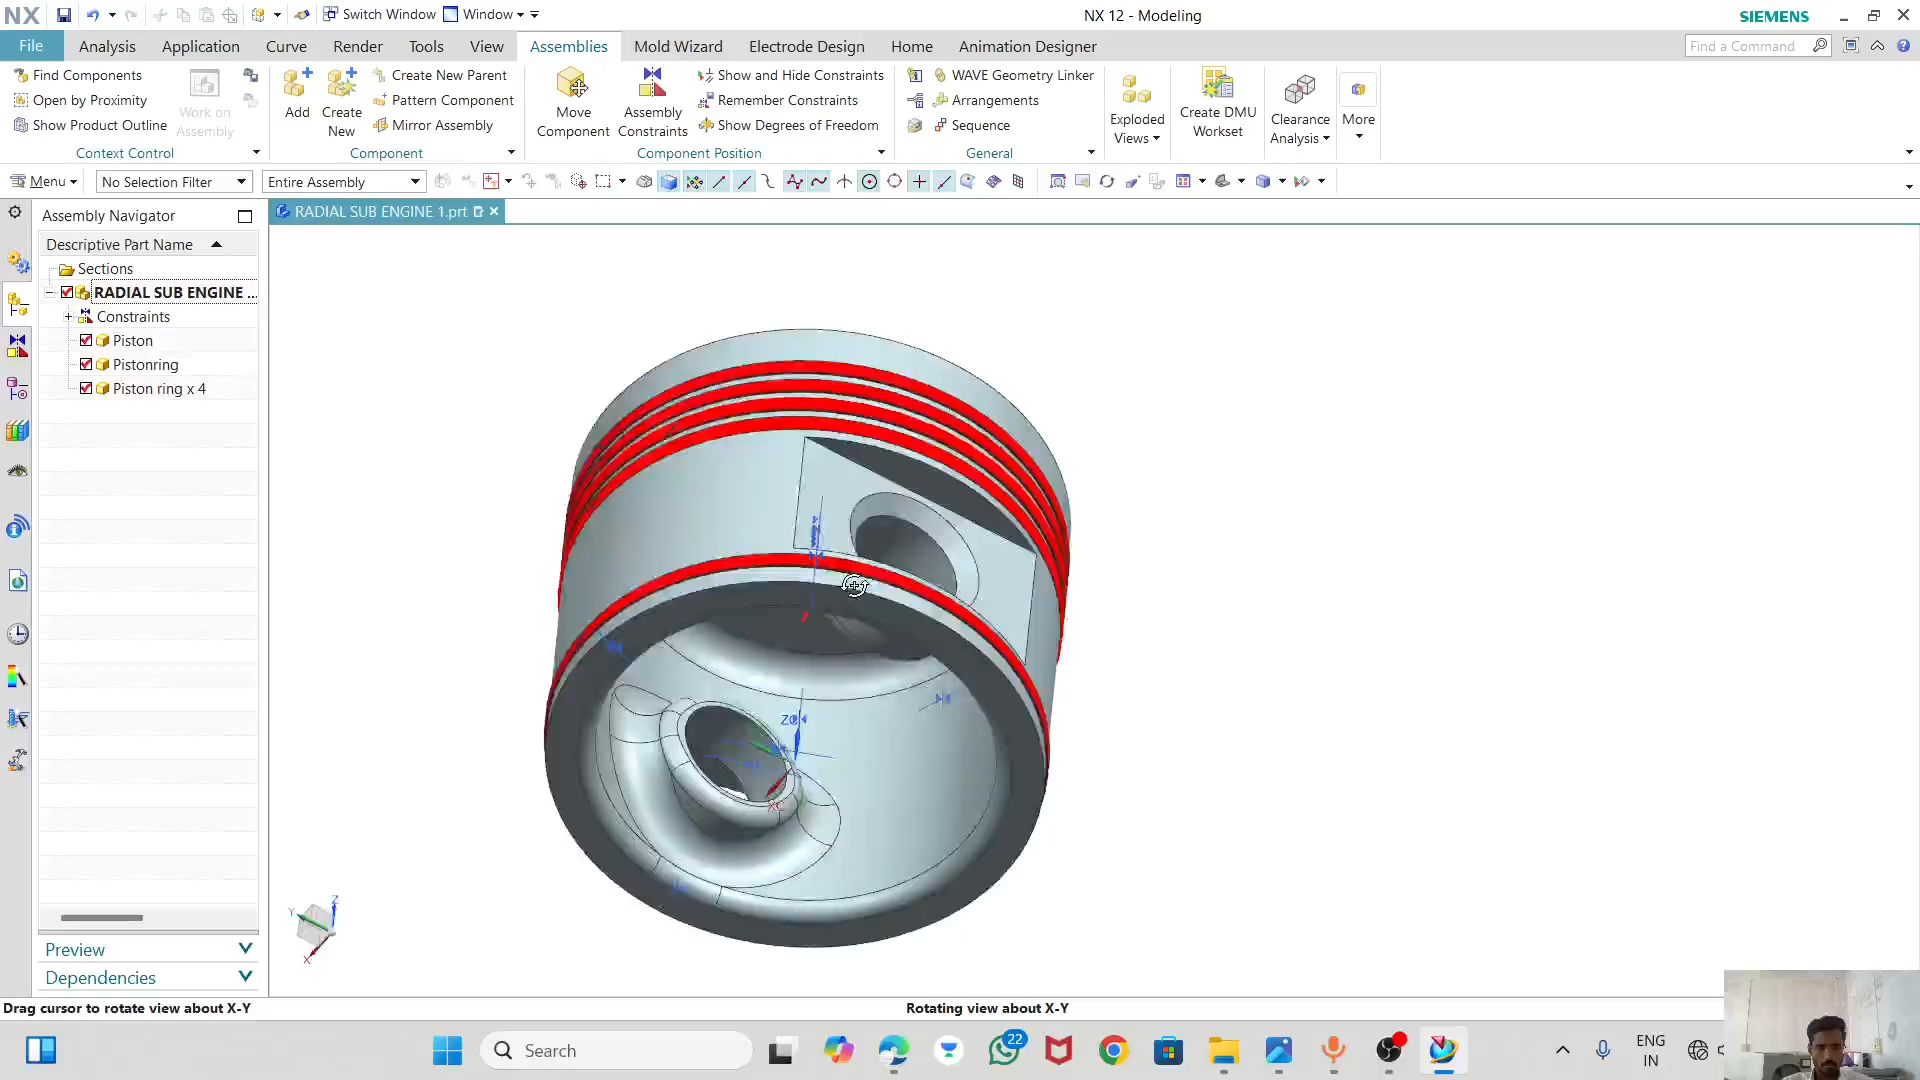 NX
Switch Window
Window
NX 12 - Modeling
SIEMENS
File
Analysis
Application
Curve
Render
Tools
View
Assemblies
Mold Wizard
Electrode Design
Home
Animation Designer
Find a Command
Find Components
Open by Proximity
Show Product Outline
Work on
Assembly
Context Control
Add
Create
New
Create New Parent
Pattern Component
Mirror Assembly
Component
Move
Component
Assembly
Constraints
Show and Hide Constraints
Remember Constraints
Show Degrees of Freedom
Component Position
WAVE Geometry Linker
Arrangements
Sequence
General
Exploded
Views
Create DMU
Workset
Clearance
Analysis
More
Menu
No Selection Filter
Entire Assembly
Assembly Navigator
RADIAL SUB ENGINE 1.prt
Descriptive Part Name
Sections
RADIAL SUB ENGINE ...
Constraints
Piston
Pistonring
Piston ring x 4
XC
Z
Y
X
Preview
Dependencies
Drag cursor to rotate view about X-Y
Rotating view about X-Y
Search
22
ENG
IN